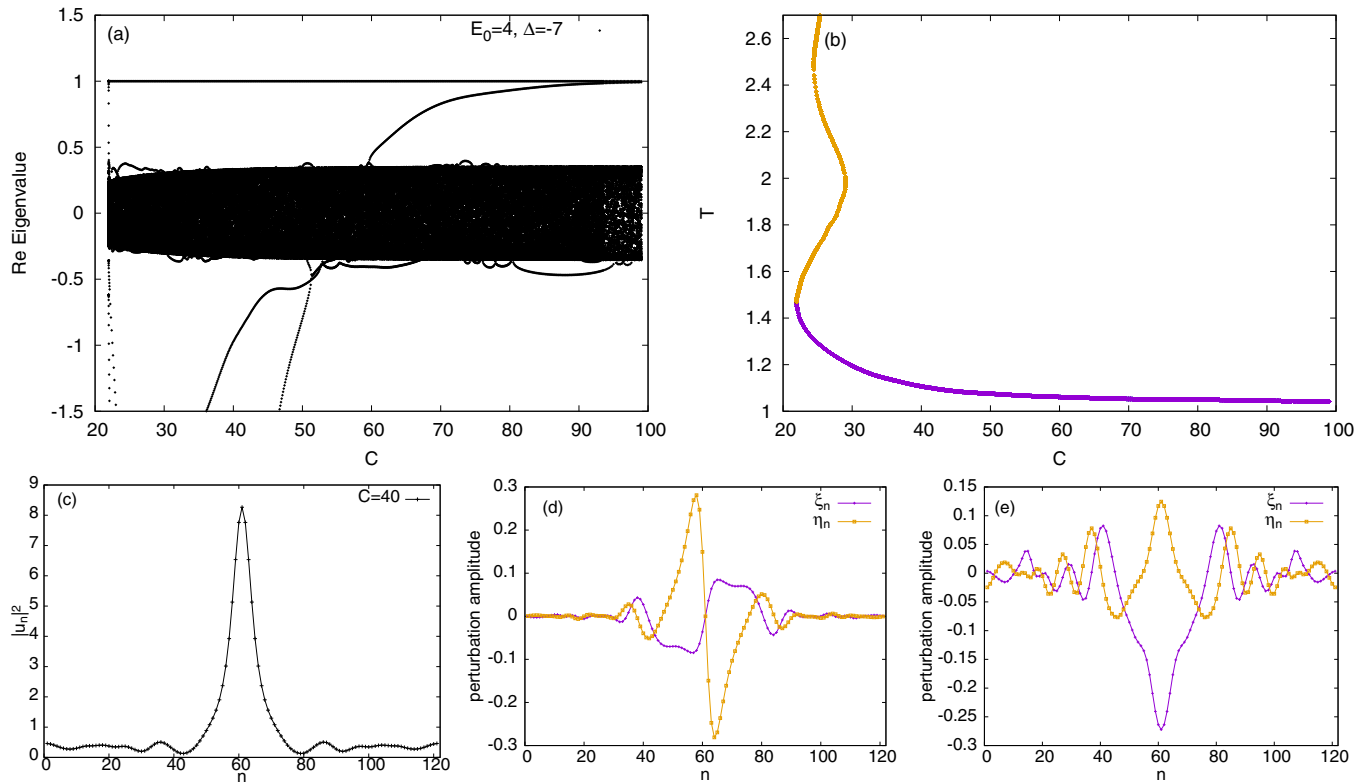 (a)
E_0=4, Δ=-7
Re Eigenvalue
1.5
1
0.5
0
-0.5
-1
-1.5
20 30 40 50 60 70 80 90 100
C
(b)
T
2.6
2.4
2.2
2
1.8
1.6
1.4
1.2
1
20 30 40 50 60 70 80 90 100
C
(c)
C=40
|u_n|^2
9
8
7
6
5
4
3
2
1
0
0 20 40 60 80 100 120
n
(d)
ξ_n
η_n
perturbation amplitude
0.3
0.2
0.1
0
-0.1
-0.2
-0.3
0 20 40 60 80 100 120
n
(e)
ξ_n
η_n
perturbation amplitude
0.15
0.1
0.05
0
-0.05
-0.1
-0.15
-0.2
-0.25
-0.3
0 20 40 60 80 100 120
n